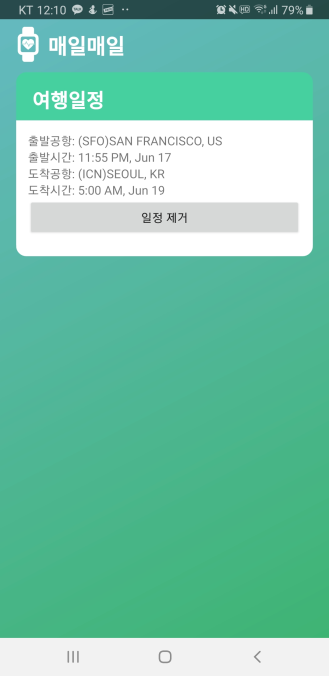 KT 12:10
79%
매일매일
여행일정
출발공항: (SFO)SAN FRANCISCO, US
출발시간: 11:55 PM, Jun 17
도착공항: (ICN)SEOUL, KR
도착시간: 5:00 AM, Jun 19
일정 제거